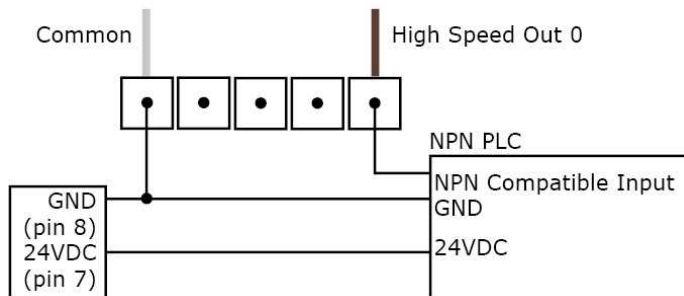 Common
High Speed Out 0
NPN PLC
NPN Compatible Input
GND
24VDC
GND
(pin 8)
24VDC
(pin 7)